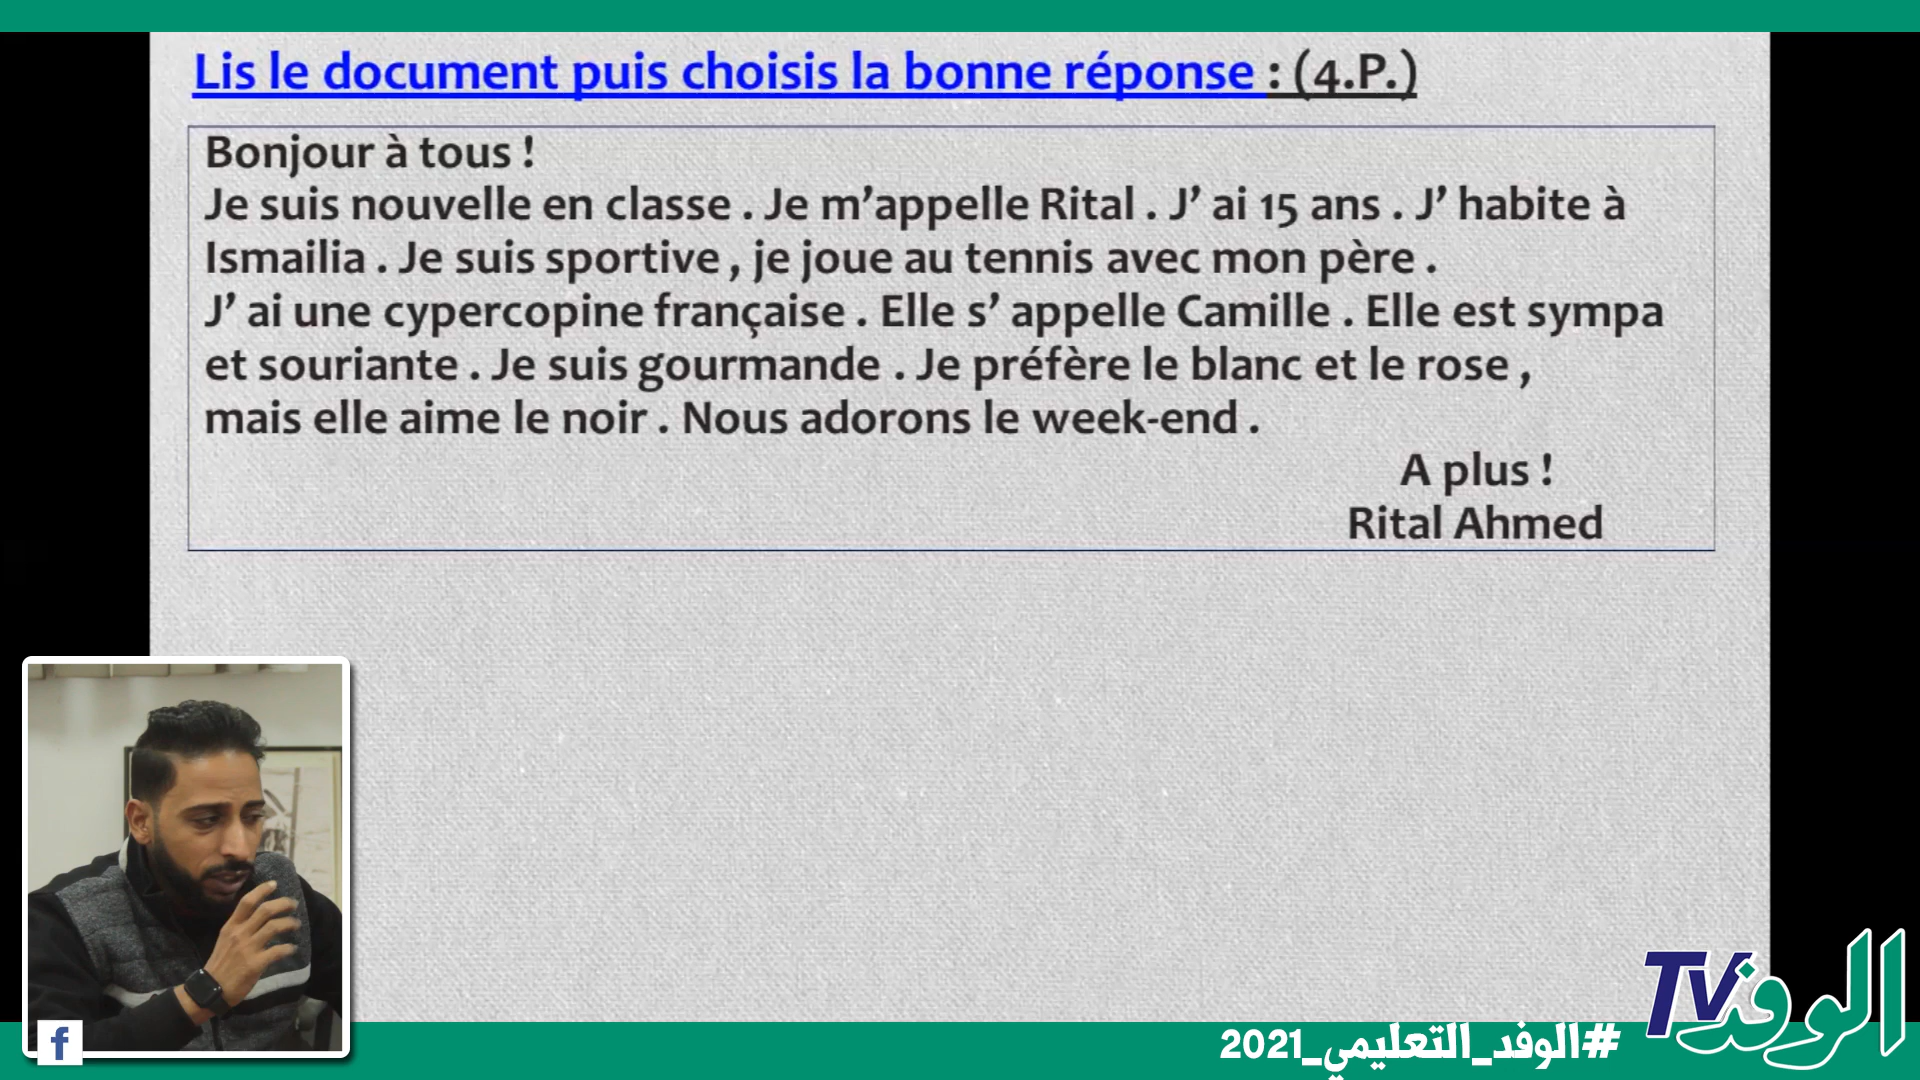 Lis le document puis choisis la bonne réponse : (4.P.)
Bonjour à tous !
Je suis nouvelle en classe . Je m’appelle Rital . J’ ai 15 ans . J’ habite à
Ismailia . Je suis sportive , je joue au tennis avec mon père .
J’ ai une cypercopine française . Elle s’ appelle Camille . Elle est sympa
et souriante . Je suis gourmande . Je préfère le blanc et le rose ,
mais elle aime le noir . Nous adorons le week-end .
A plus !
Rital Ahmed
الوفد TV
#الوفد_التعليمي_2021
f